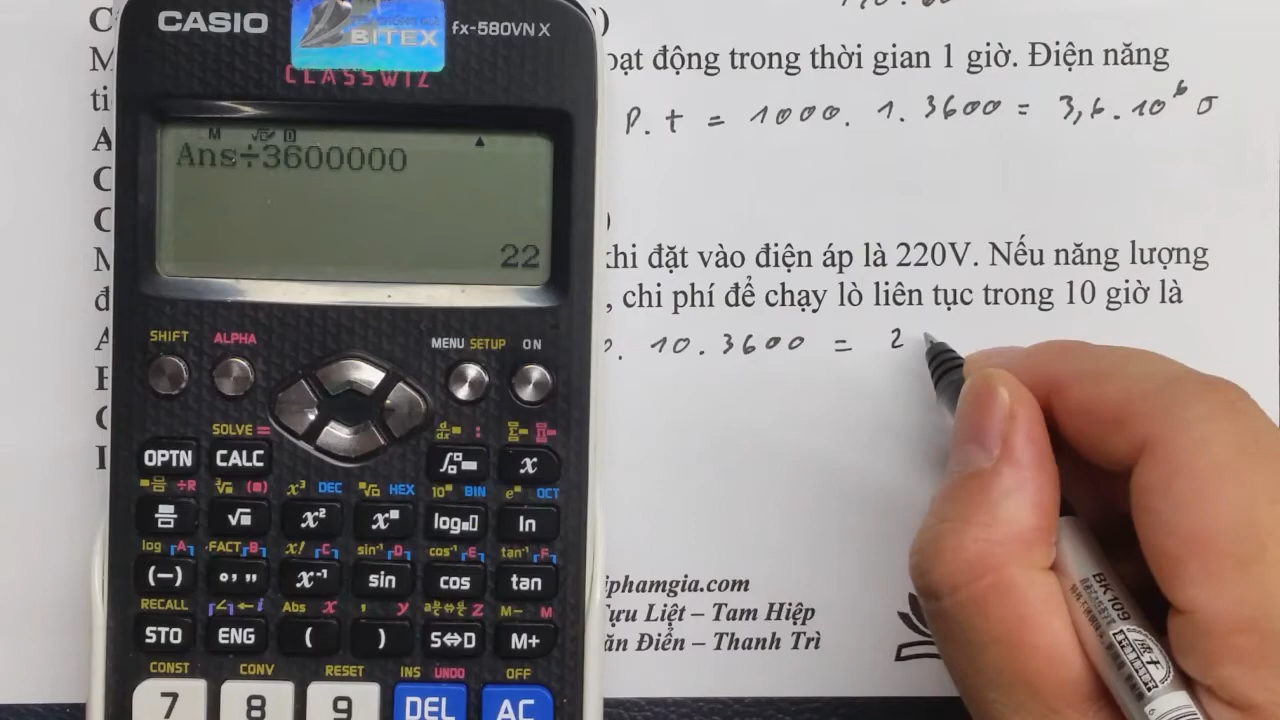 CASIO
BITEX
fx-580VN X
CLASSWIZ
M √ D ▲
Ans÷3600000
22
SHIFT ALPHA MENU SETUP ON
SOLVE =
OPTN CALC x
÷R x³ DEC HEX 10 BIN e OCT
x² ln
log A FACT B x! C sin⁻¹ D cos⁻¹ E tan⁻¹ F
(−) x⁻¹ sin cos tan
RECALL ∠ i Abs x , y Z M− M
STO ENG ( ) S⇔D M+
CONST CONV RESET INS UNDO OFF
7 8 9 DEL AC
oạt động trong thời gian 1 giờ. Điện năng
P. t = 1000. 1. 3600 = 3,6. 10⁶
khi đặt vào điện áp là 220V. Nếu năng lượng
, chi phí để chạy lò liên tục trong 10 giờ là
. 10. 3600 = 2
iphamgia.com
Tựu Liệt – Tam Hiệp
ăn Điển – Thanh Trì
BK109